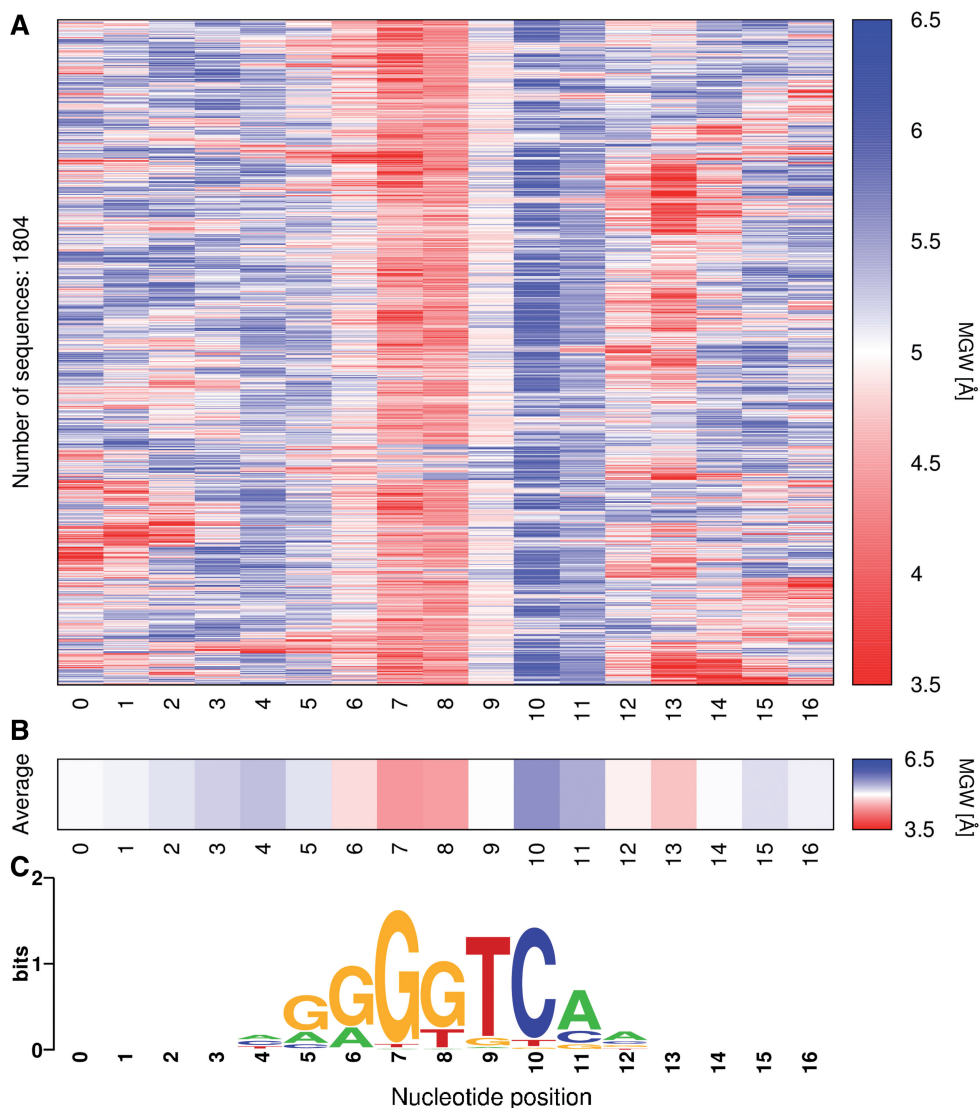 A
Number of sequences: 1804
6.5
6
5.5
5
4.5
4
3.5
MGW [Å]
0 1 2 3 4 5 6 7 8 9 10 11 12 13 14 15 16
B
Average
6.5
3.5
MGW [Å]
0 1 2 3 4 5 6 7 8 9 10 11 12 13 14 15 16
C
2
1
0
bits
GGGGTCA
0 1 2 3 4 5 6 7 8 9 10 11 12 13 14 15 16
Nucleotide position